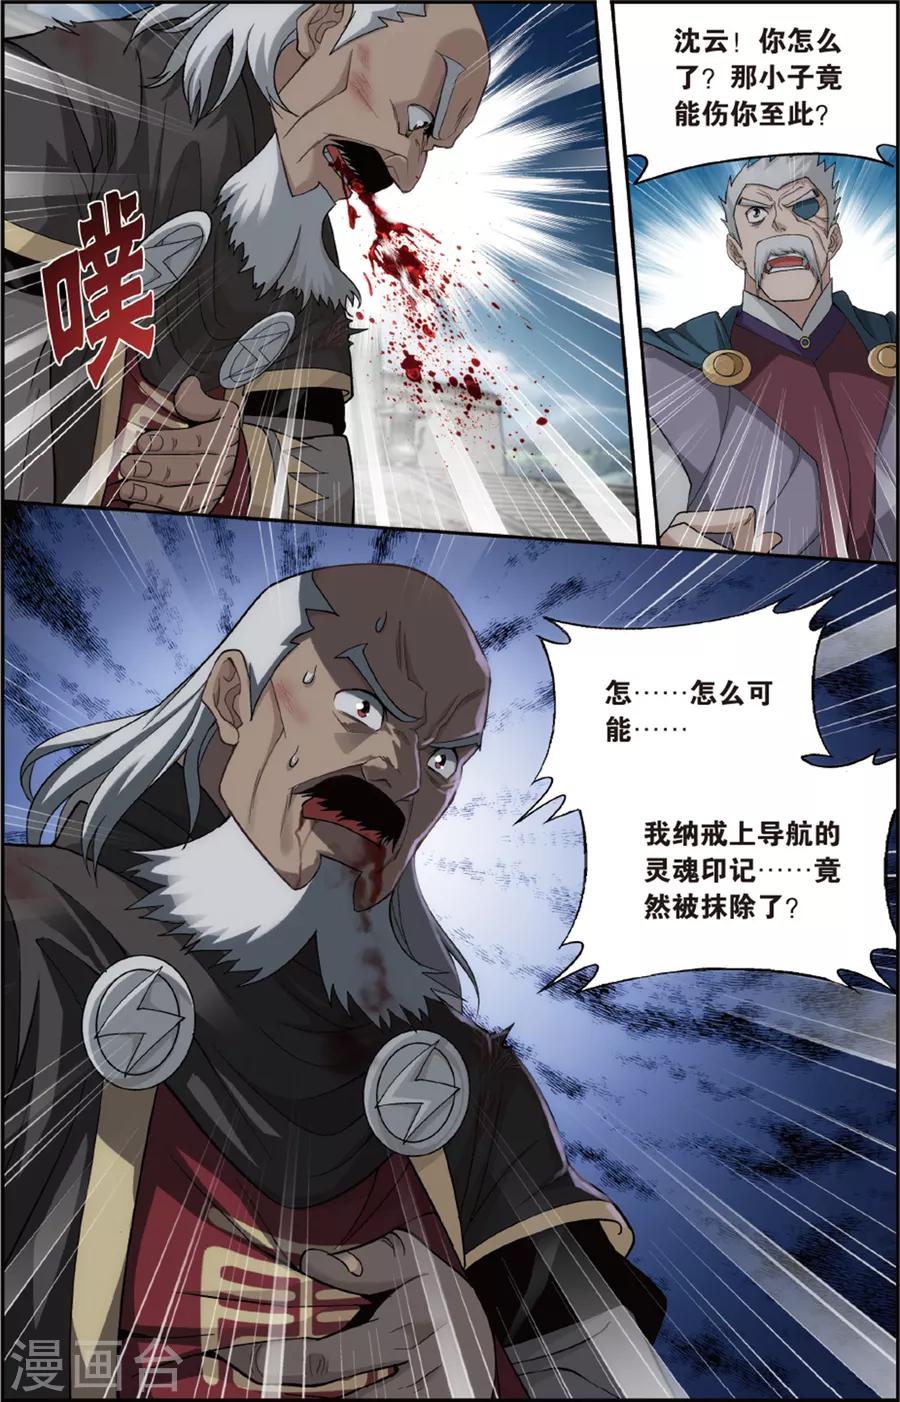 噗
沈云！你怎么
了？那小子竟
能伤你至此？
怎……怎么可
能……
我纳戒上导航的
灵魂印记……竟
然被抹除了？
漫画台